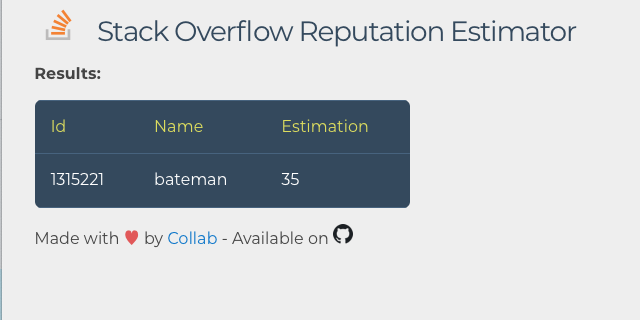 Stack Overflow Reputation Estimator
Results:
Id Name Estimation
1315221 bateman 35
Made with by Collab - Available on